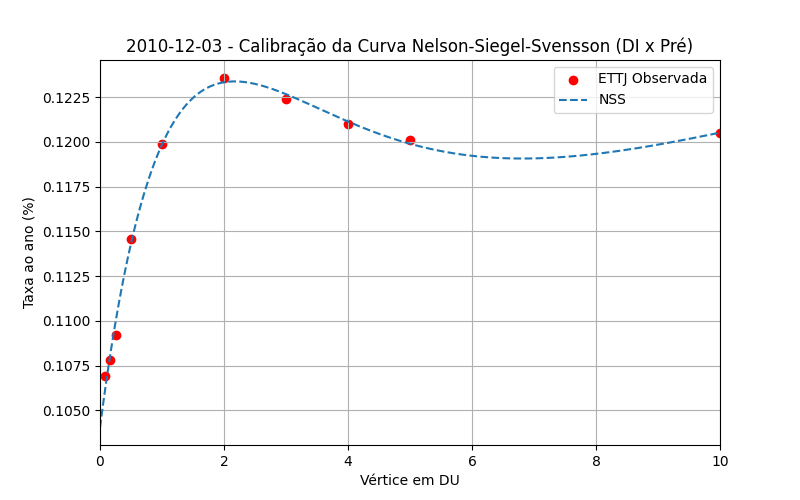 2010-12-03 - Calibração da Curva Nelson-Siegel-Svensson (DI x Pré)
ETTJ Observada
NSS
Taxa ao ano (%)
0.1225
0.1200
0.1175
0.1150
0.1125
0.1100
0.1075
0.1050
0 2 4 6 8 10
Vértice em DU